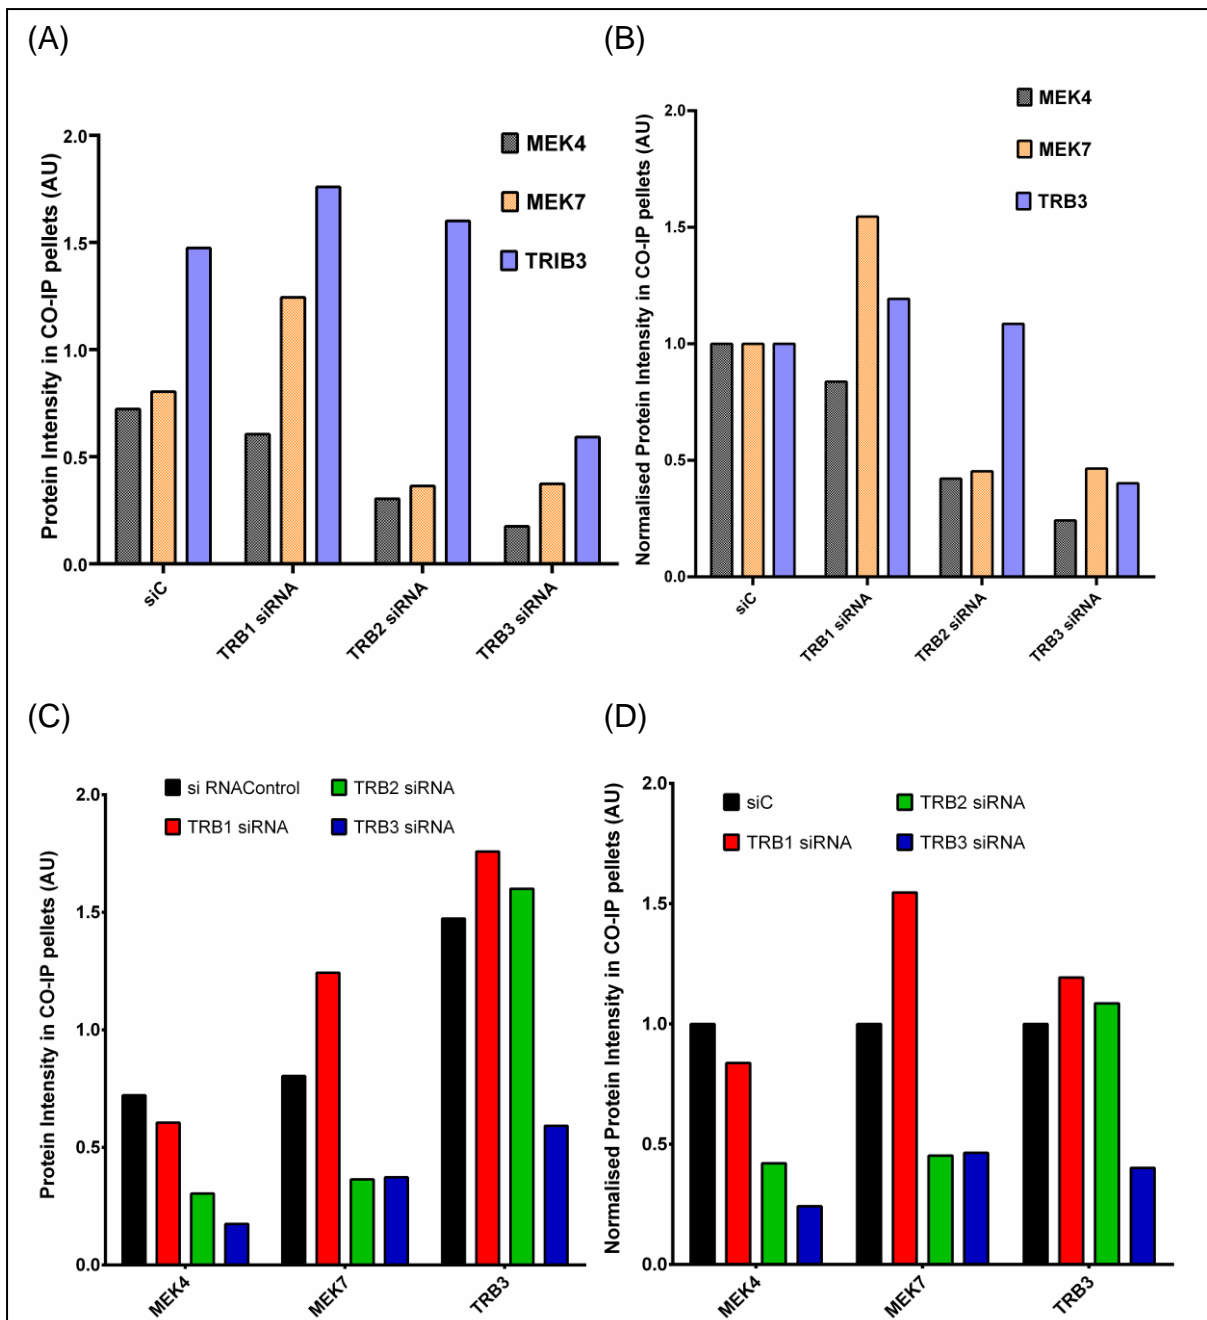 (A)
(B)
Protein Intensity in CO-IP pellets (AU)
2.0
1.5
1.0
0.5
0.0
MEK4
MEK7
TRIB3
siC
TRB1 siRNA
TRB2 siRNA
TRB3 siRNA
Normalised Protein Intensity in CO-IP pellets (AU)
2.0
1.5
1.0
0.5
0.0
MEK4
MEK7
TRB3
siC
TRB1 siRNA
TRB2 siRNA
TRB3 siRNA
(C)
(D)
Protein Intensity in CO-IP pellets (AU)
2.0
1.5
1.0
0.5
0.0
si RNAControl
TRB2 siRNA
TRB1 siRNA
TRB3 siRNA
MEK4
MEK7
TRB3
Normalised Protein Intensity in CO-IP pellets (AU)
2.0
1.5
1.0
0.5
0.0
siC
TRB2 siRNA
TRB1 siRNA
TRB3 siRNA
MEK4
MEK7
TRB3